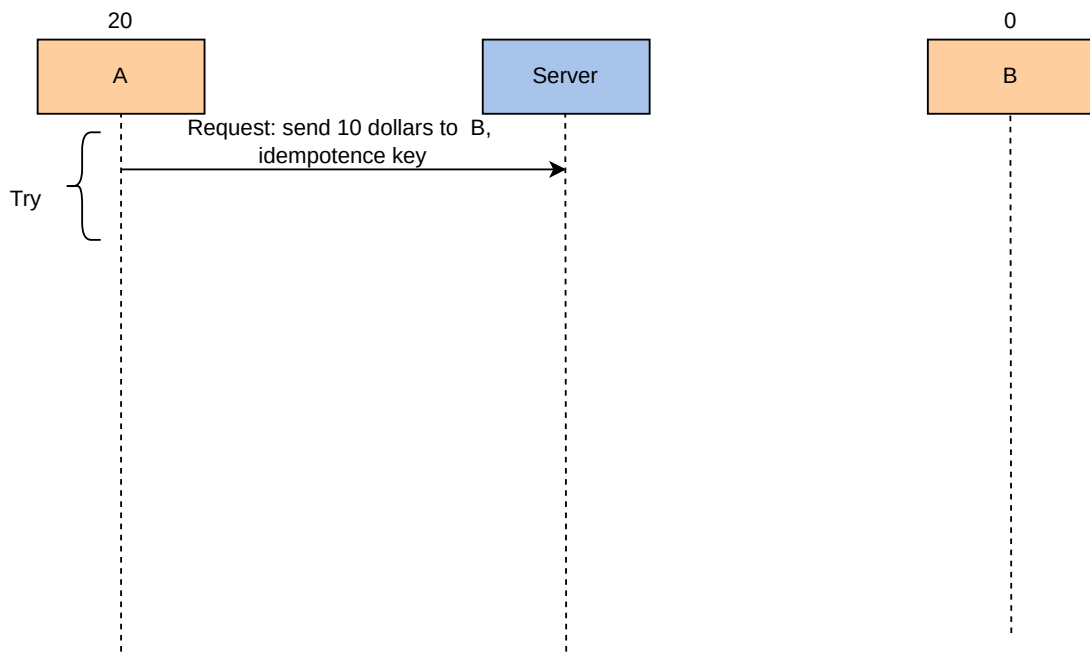 20
0
A
Server
B
Request: send 10 dollars to  B,
idempotence key
Try